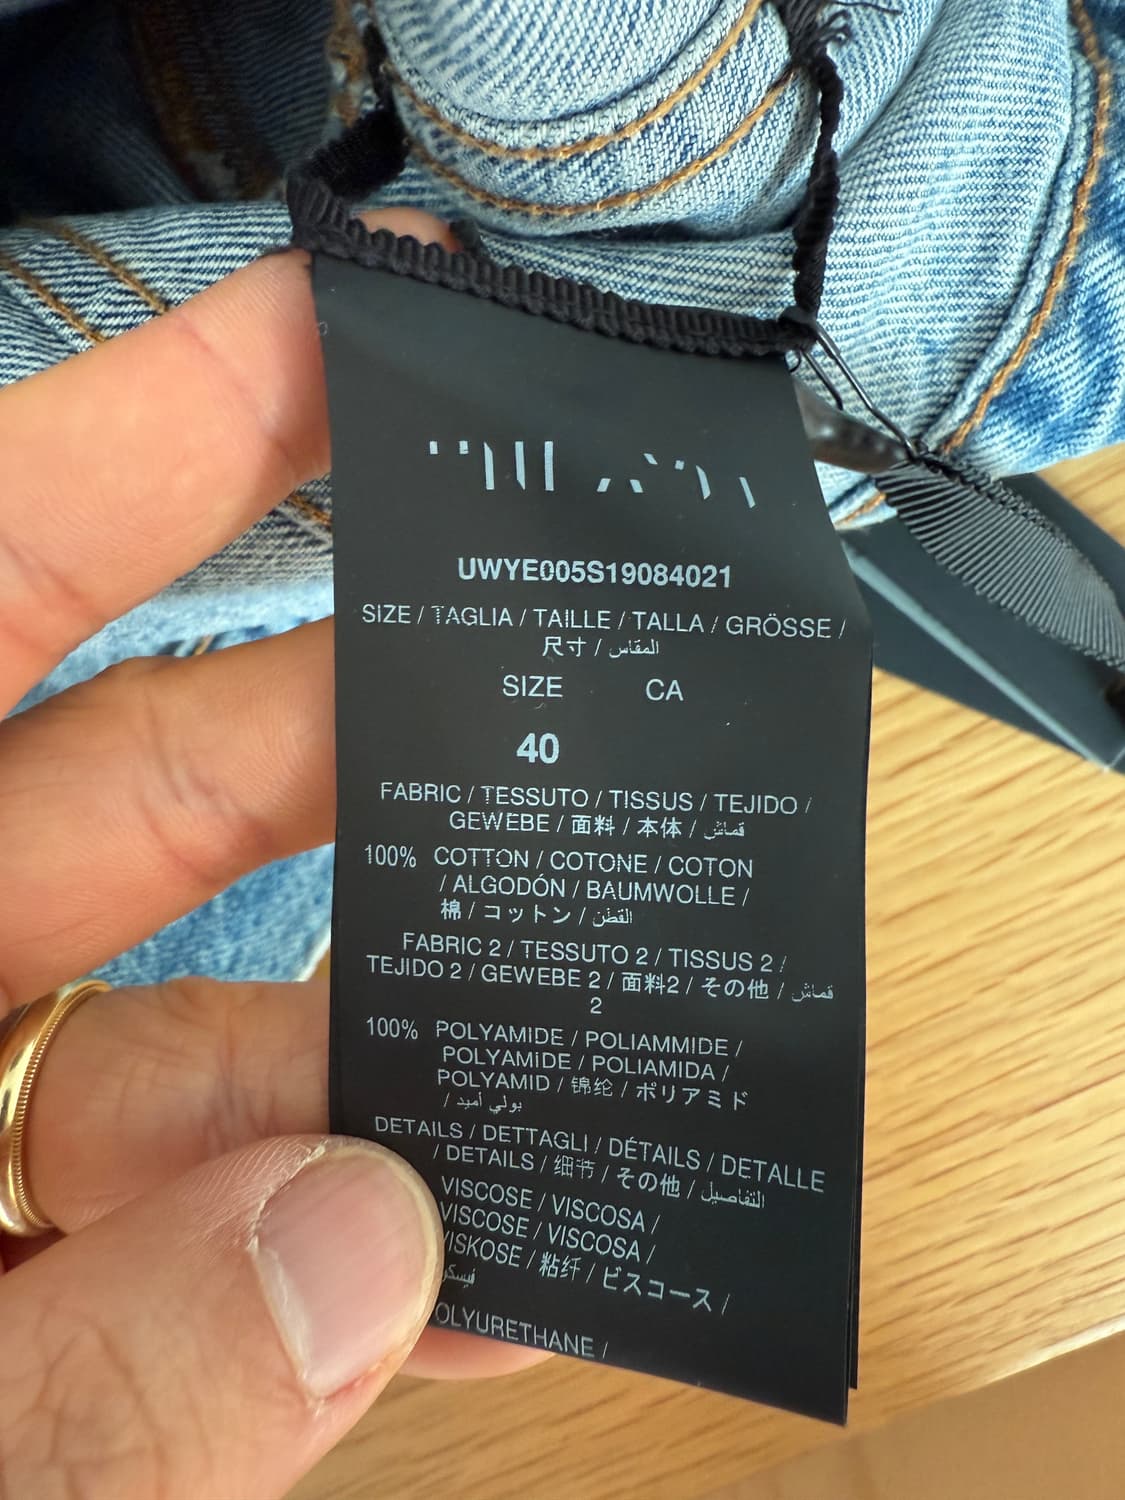 UWYE005S19084021
SIZE / TAGLIA / TAILLE / TALLA / GRÖSSE /
尺寸 / المقاس
SIZE CA
40
FABRIC / TESSUTO / TISSUS / TEJIDO /
GEWEBE / 面料 / 本体 / قماش
100% COTTON / COTONE / COTON
/ ALGODÓN / BAUMWOLLE /
棉 / コットン / القطن
FABRIC 2 / TESSUTO 2 / TISSUS 2 /
TEJIDO 2 / GEWEBE 2 / 面料2 / その他 / قماش
2
100% POLYAMIDE / POLIAMMIDE /
POLYAMIDE / POLIAMIDA /
POLYAMID / 锦纶 / ポリアミド
/ بولي أميد
DETAILS / DETTAGLI / DÉTAILS / DETALLE
/ DETAILS / 细节 / その他 / التفاصيل
VISCOSE / VISCOSA /
VISCOSE / VISCOSA /
VISKOSE / 粘纤 / ビスコース /
OLYURETHANE /